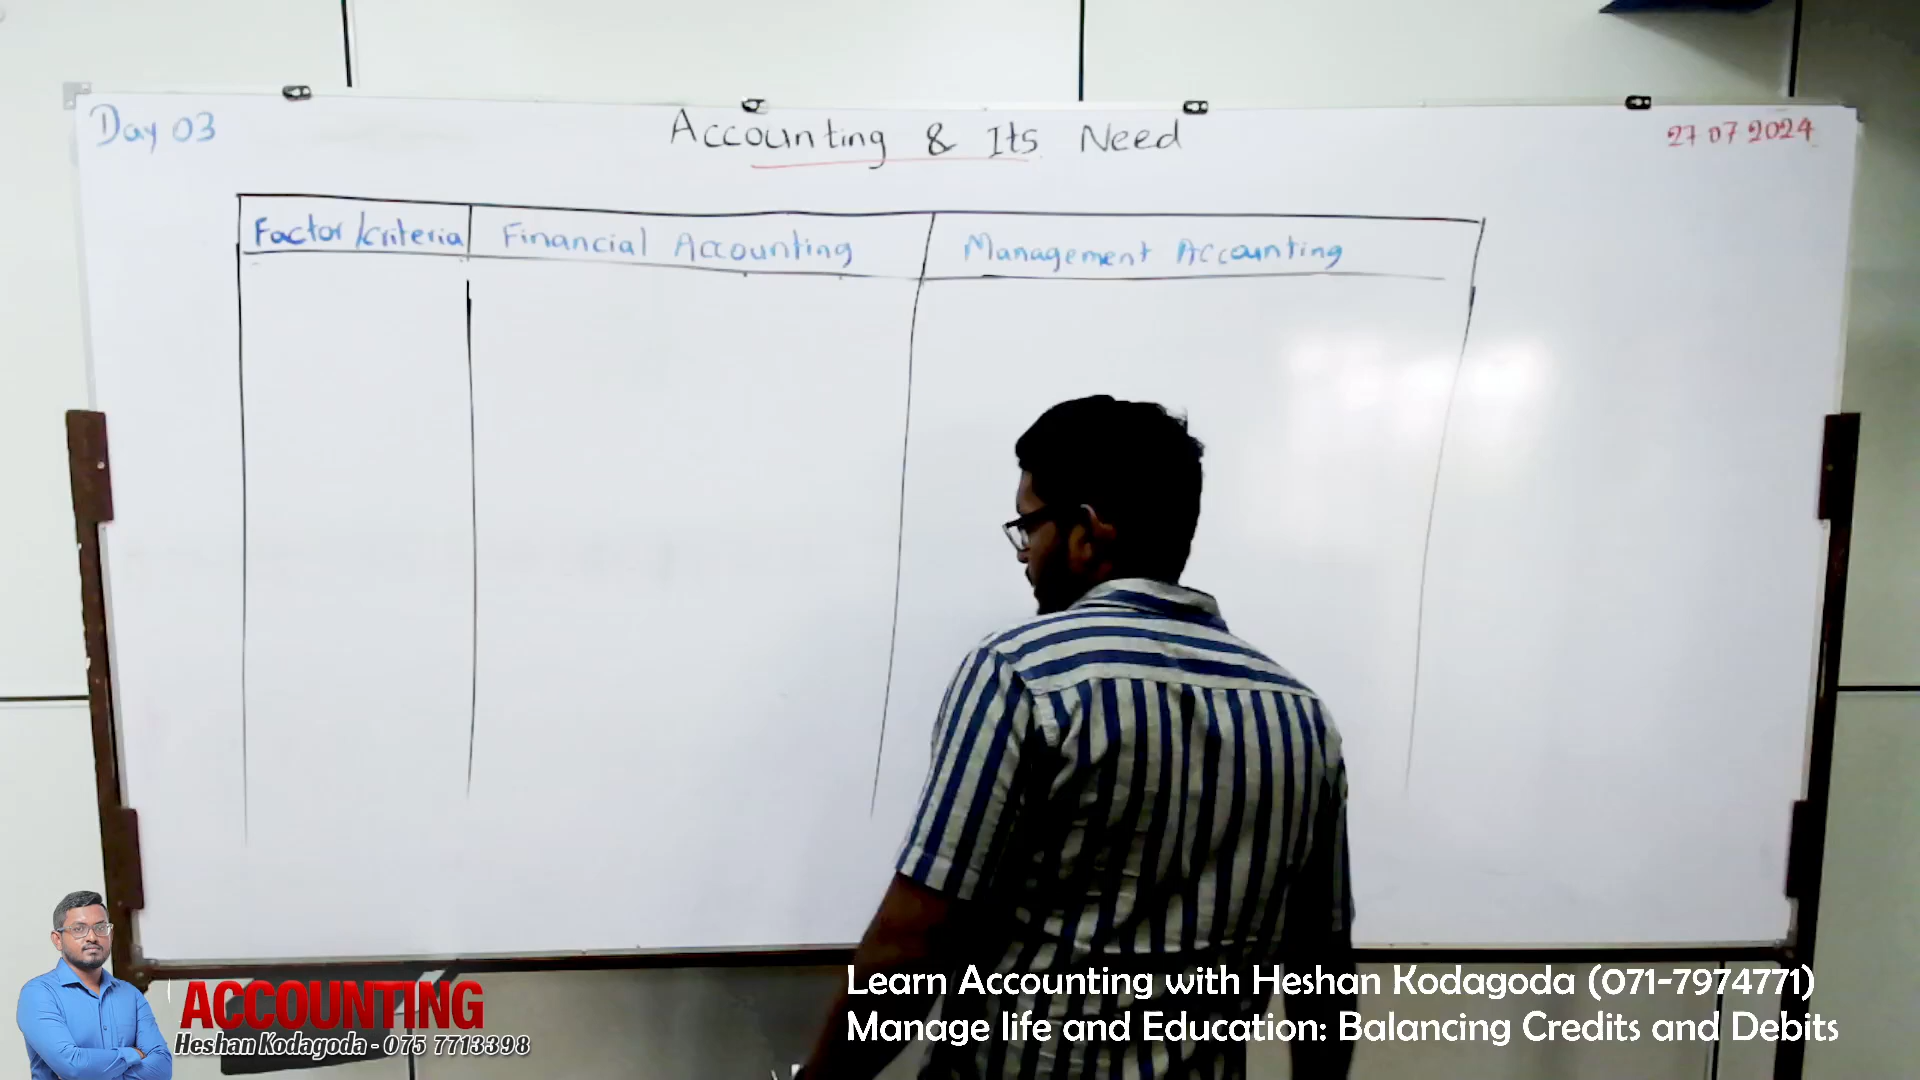 Day 03
Accounting & Its Need
27 07 2024
Factor/criteria
Financial Accounting
Management Accounting
ACCOUNTING
Heshan Kodagoda - 075 7713398
Learn Accounting with Heshan Kodagoda (071-7974771)
Manage life and Education: Balancing Credits and Debits